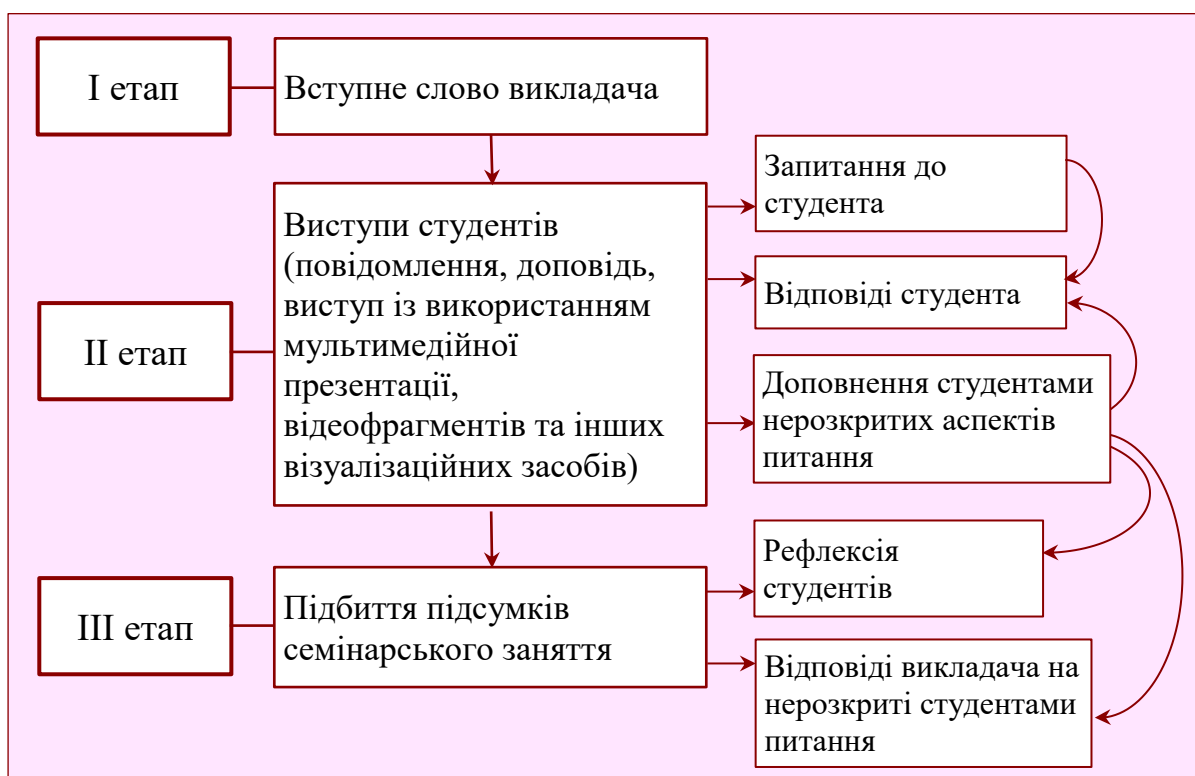 І етап
Вступне слово викладача
ІІ етап
Виступи студентів
(повідомлення, доповідь,
виступ із використанням
мультимедійної
презентації,
відеофрагментів та інших
візуалізаційних засобів)
Запитання до
студента
Відповіді студента
Доповнення студентами
нерозкритих аспектів
питання
ІІІ етап
Підбиття підсумків
семінарського заняття
Рефлексія
студентів
Відповіді викладача на
нерозкриті студентами
питання